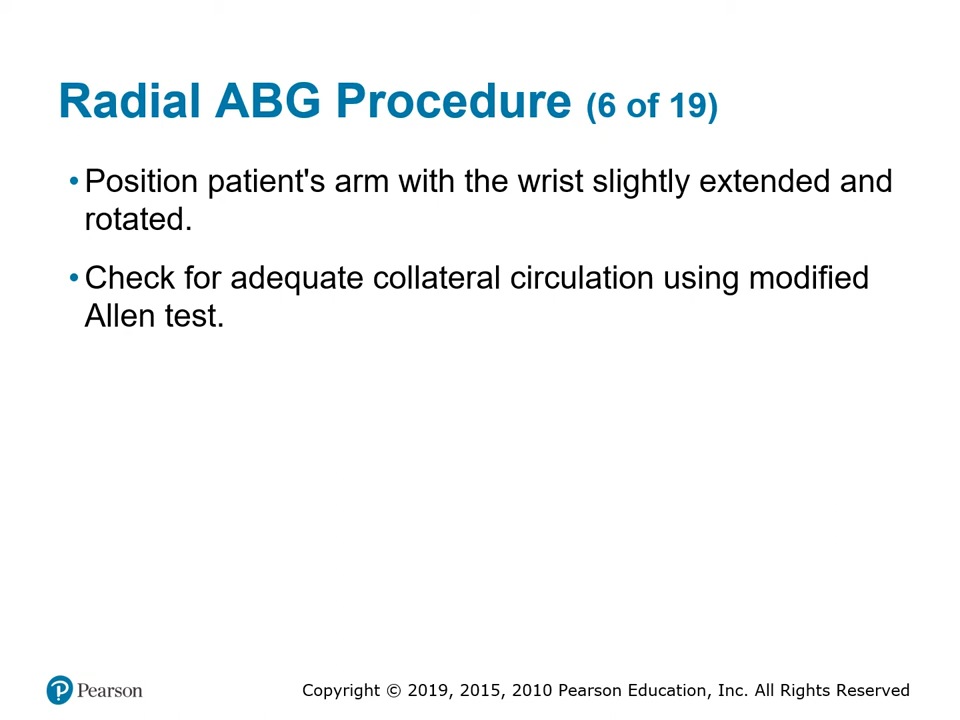 Radial ABG Procedure (6 of 19)
• Position patient's arm with the wrist slightly extended and
rotated.
• Check for adequate collateral circulation using modified
Allen test.
Pearson
Copyright © 2019, 2015, 2010 Pearson Education, Inc. All Rights Reserved